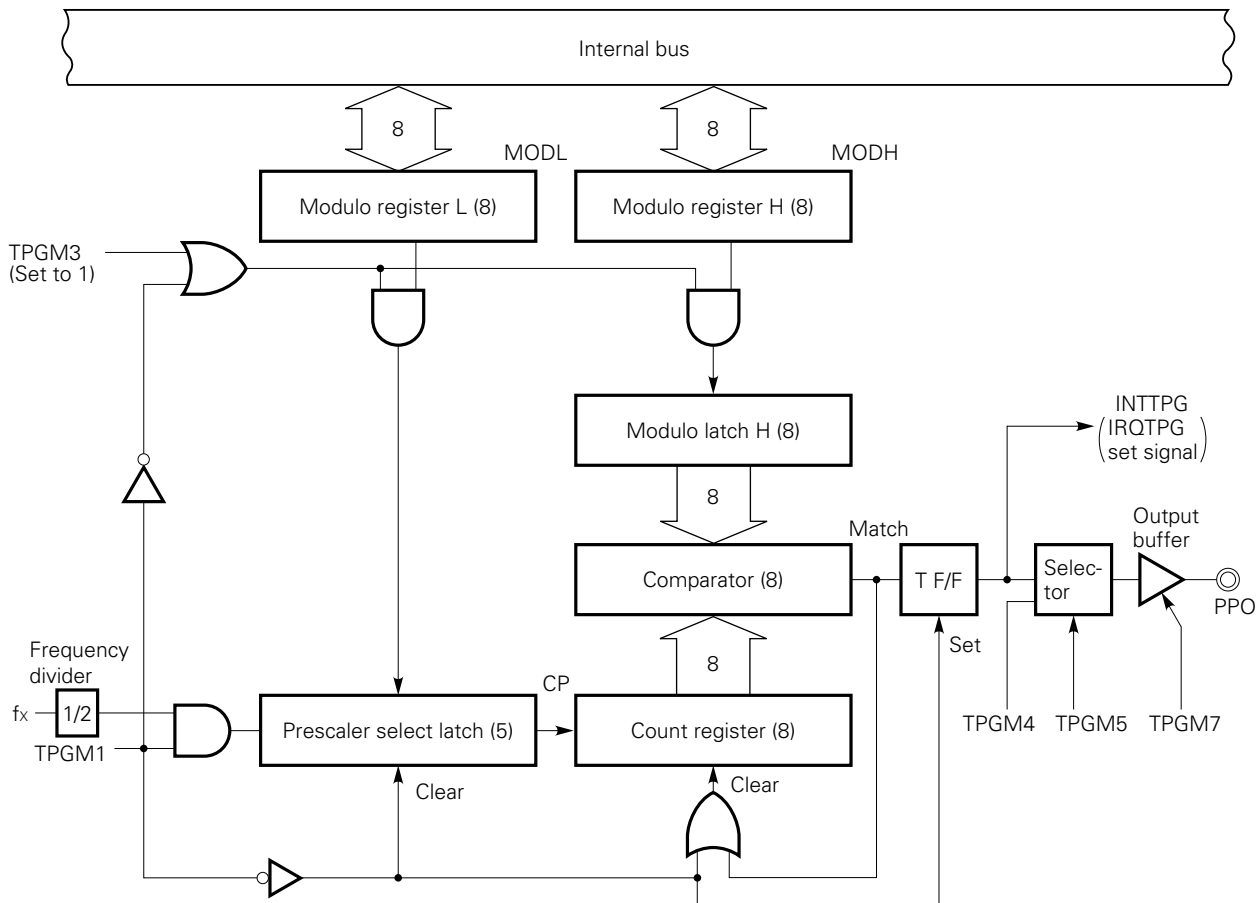 Internal bus
8
8
MODL
MODH
Modulo register L (8)
Modulo register H (8)
TPGM3
(Set to 1)
Modulo latch H (8)
INTTPG
IRQTPG
set signal
8
Match
Output
buffer
Comparator (8)
T F/F
Selec-
tor
PPO
Set
8
Frequency
divider
CP
fX
1/2
Prescaler select latch (5)
Count register (8)
TPGM4
TPGM5
TPGM7
TPGM1
Clear
Clear